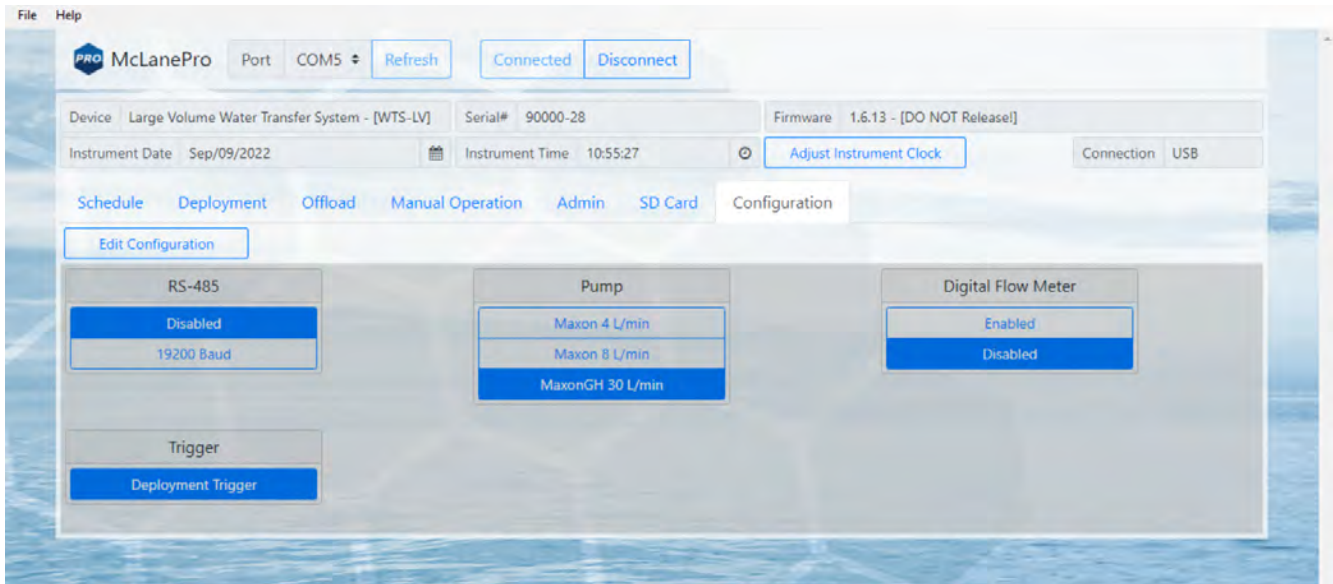 File Help
PRO McLanePro Port COM5 Refresh Connected Disconnect
Device Large Volume Water Transfer System - [WTS-LV] Serial# 90000-28 Firmware 1.6.13 - [DO NOT Release!]
Instrument Date Sep/09/2022 Instrument Time 10:55:27 Adjust Instrument Clock Connection USB
Schedule Deployment Offload Manual Operation Admin SD Card Configuration
Edit Configuration
RS-485 Pump Digital Flow Meter
Disabled Maxon 4 L/min Enabled
19200 Baud Maxon 8 L/min Disabled
MaxonGH 30 L/min
Trigger
Deployment Trigger